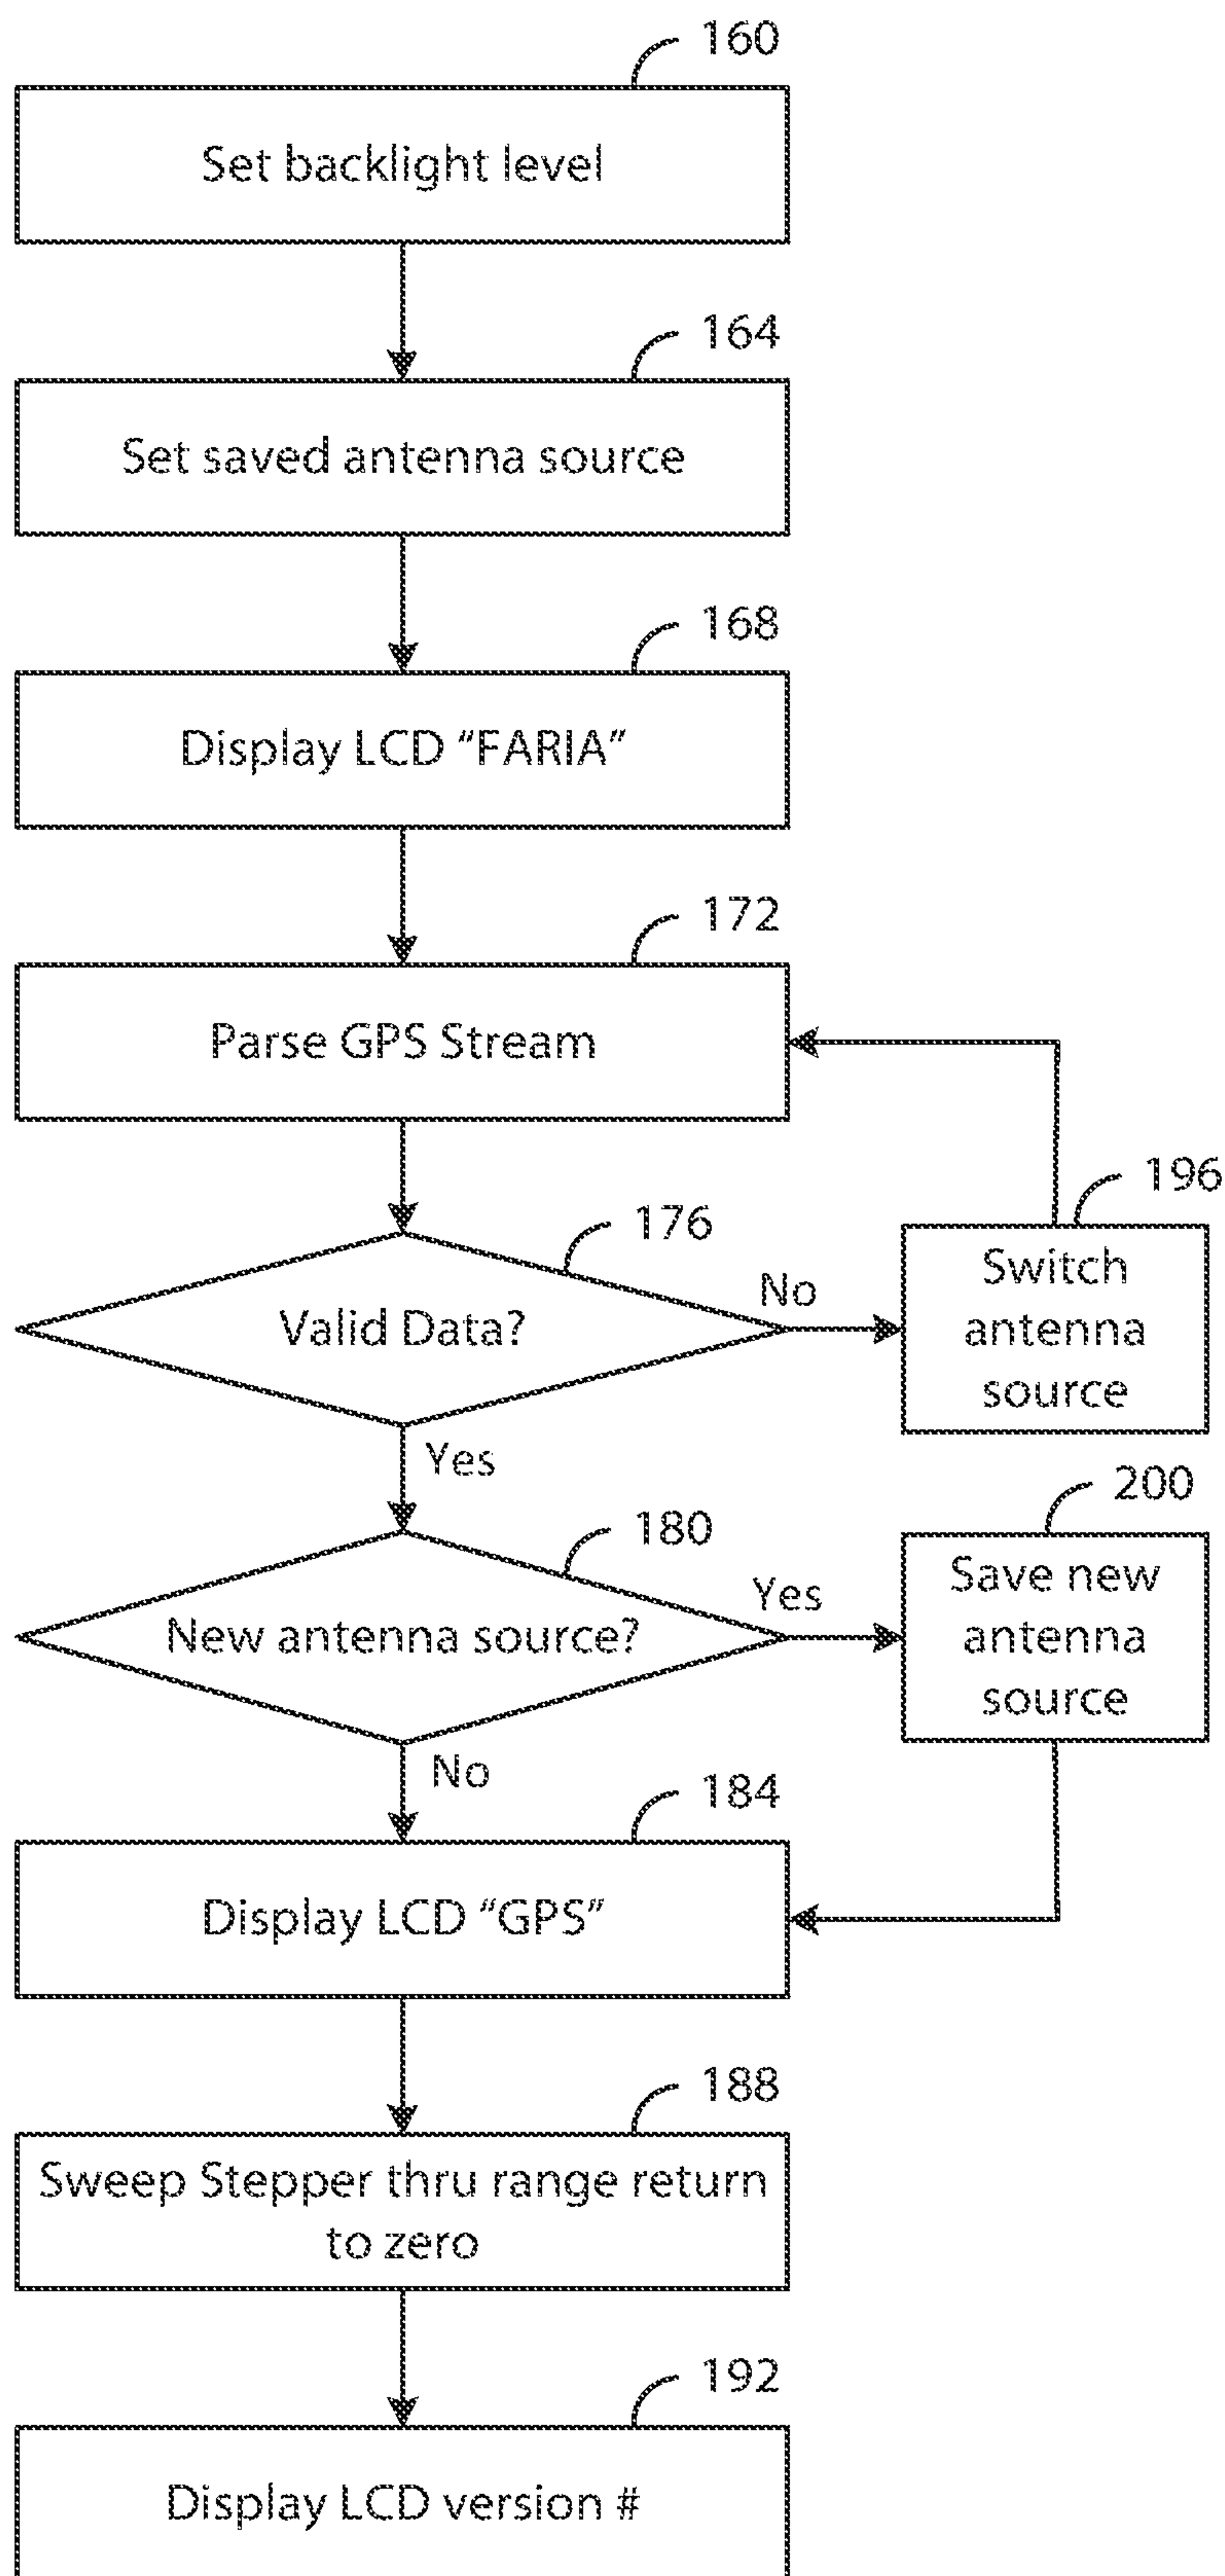 160
Set backlight level
164
Set saved antenna source
168
Display LCD “FARIA”
172
Parse GPS Stream
196
176
Switch
No
Valid Data?
antenna
source
Yes
200
180
Save new
Yes
New antenna source?
antenna
source
No
184
Display LCD “GPS”
188
Sweep Stepper thru range return
to zero
192
Display LCD version #